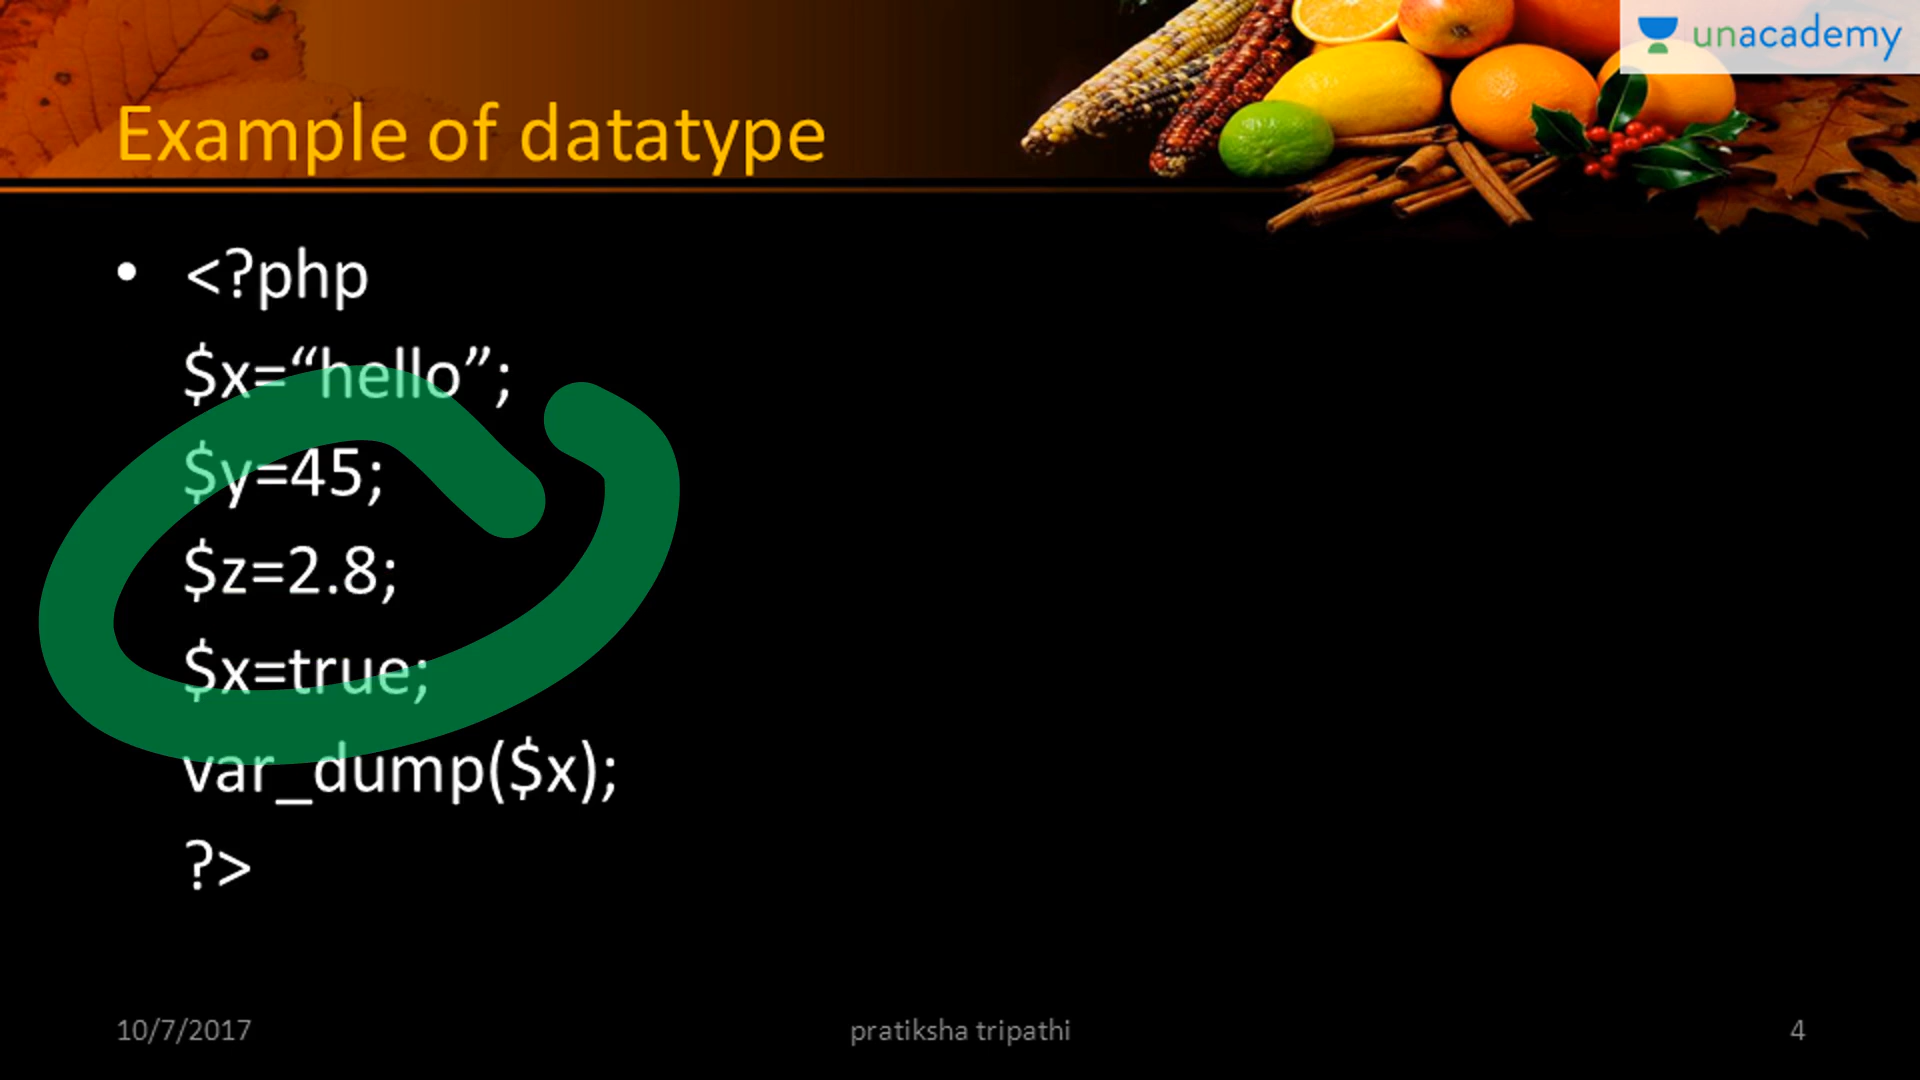 unacademy
Example of datatype
• <?php
$x=“hello”;
$y=45;
$z=2.8;
$x=true;
var_dump($x);
?>
10/7/2017
pratiksha tripathi
4